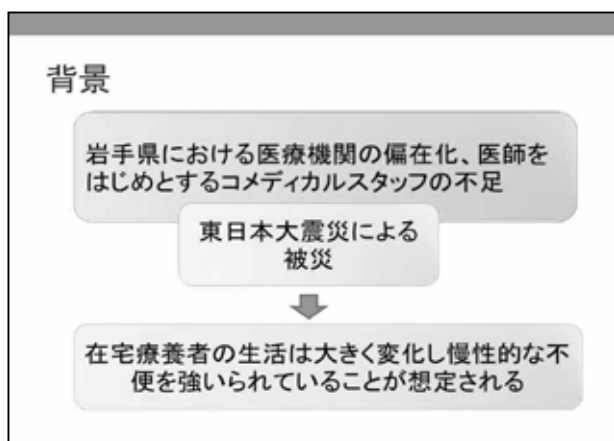 背景
岩手県における医療機関の偏在化、医師を
はじめとするコメディカルスタッフの不足
東日本大震災による
被災
在宅療養者の生活は大きく変化し慢性的な不
便を強いられていることが想定される